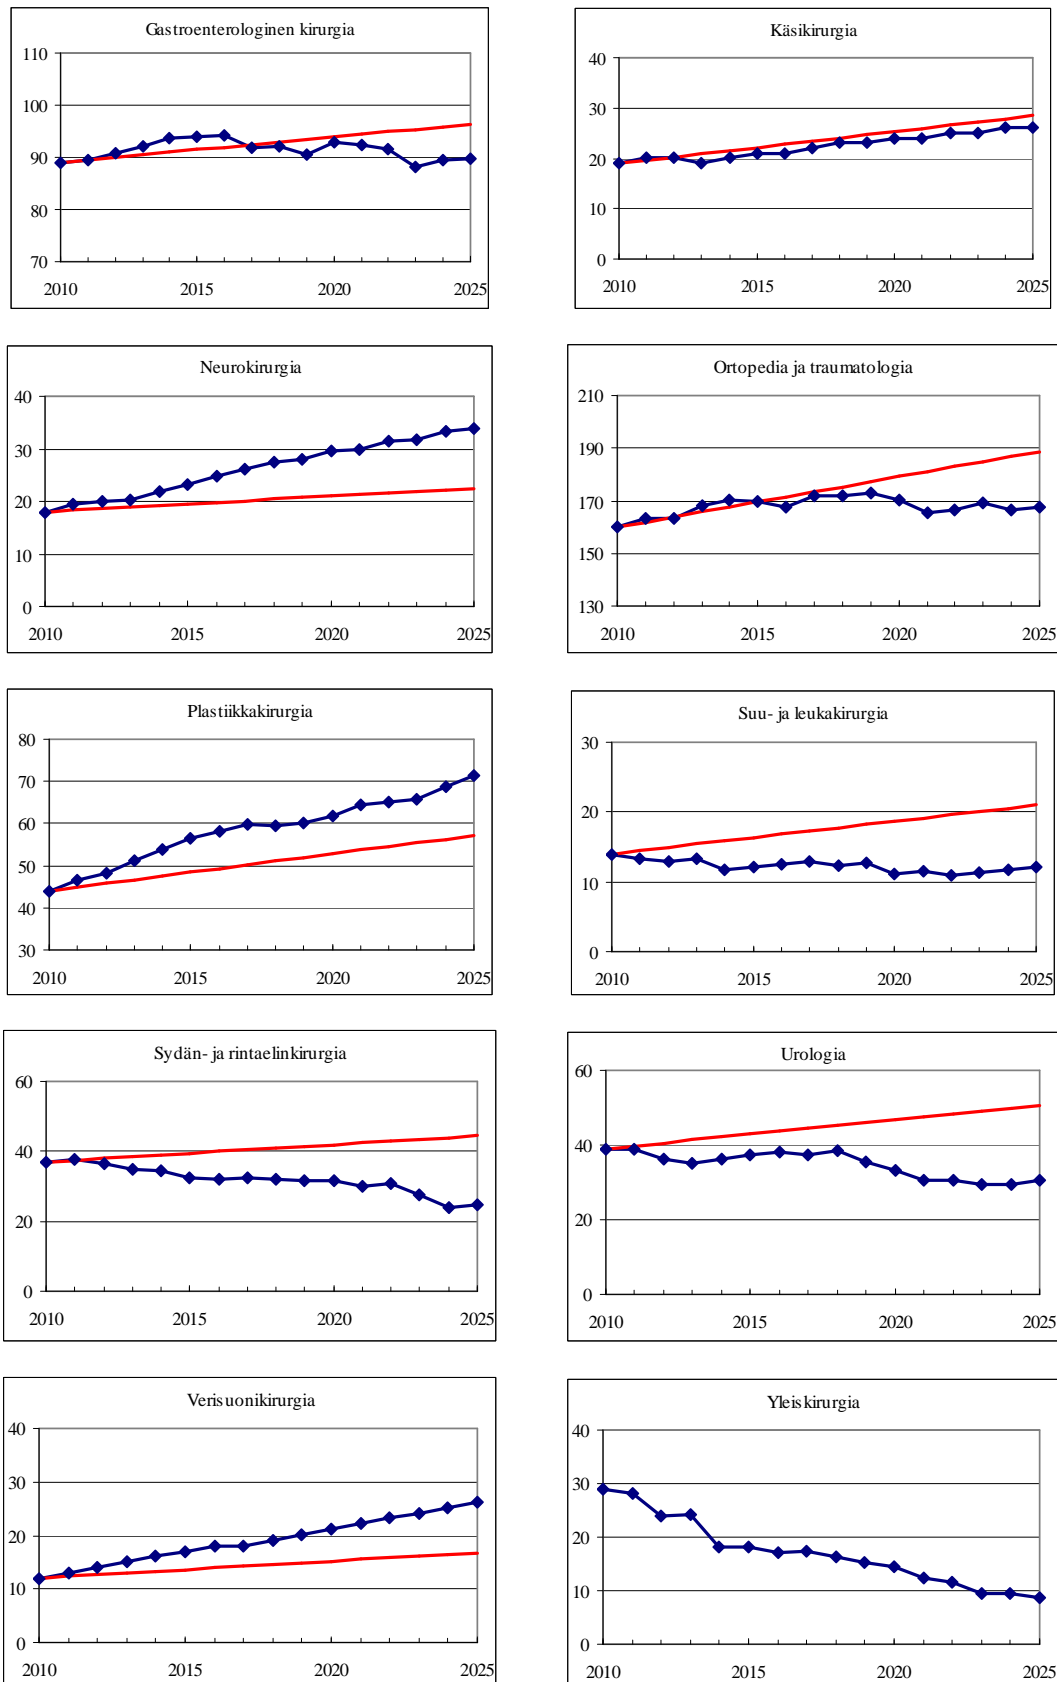 Gastroenterologinen kirurgia
110
100
90
80
70
2010 2015 2020 2025
Käsikirurgia
40
30
20
10
0
2010 2015 2020 2025
Neurokirurgia
40
30
20
10
0
2010 2015 2020 2025
Ortopedia ja traumatologia
210
190
170
150
130
2010 2015 2020 2025
Plastiikkakirurgia
80
70
60
50
40
30
2010 2015 2020 2025
Suu- ja leukakirurgia
30
20
10
0
2010 2015 2020 2025
Sydän- ja rintaelinkirurgia
60
40
20
0
2010 2015 2020 2025
Urologia
60
40
20
0
2010 2015 2020 2025
Verisuonikirurgia
40
30
20
10
0
2010 2015 2020 2025
Yleiskirurgia
40
30
20
10
0
2010 2015 2020 2025